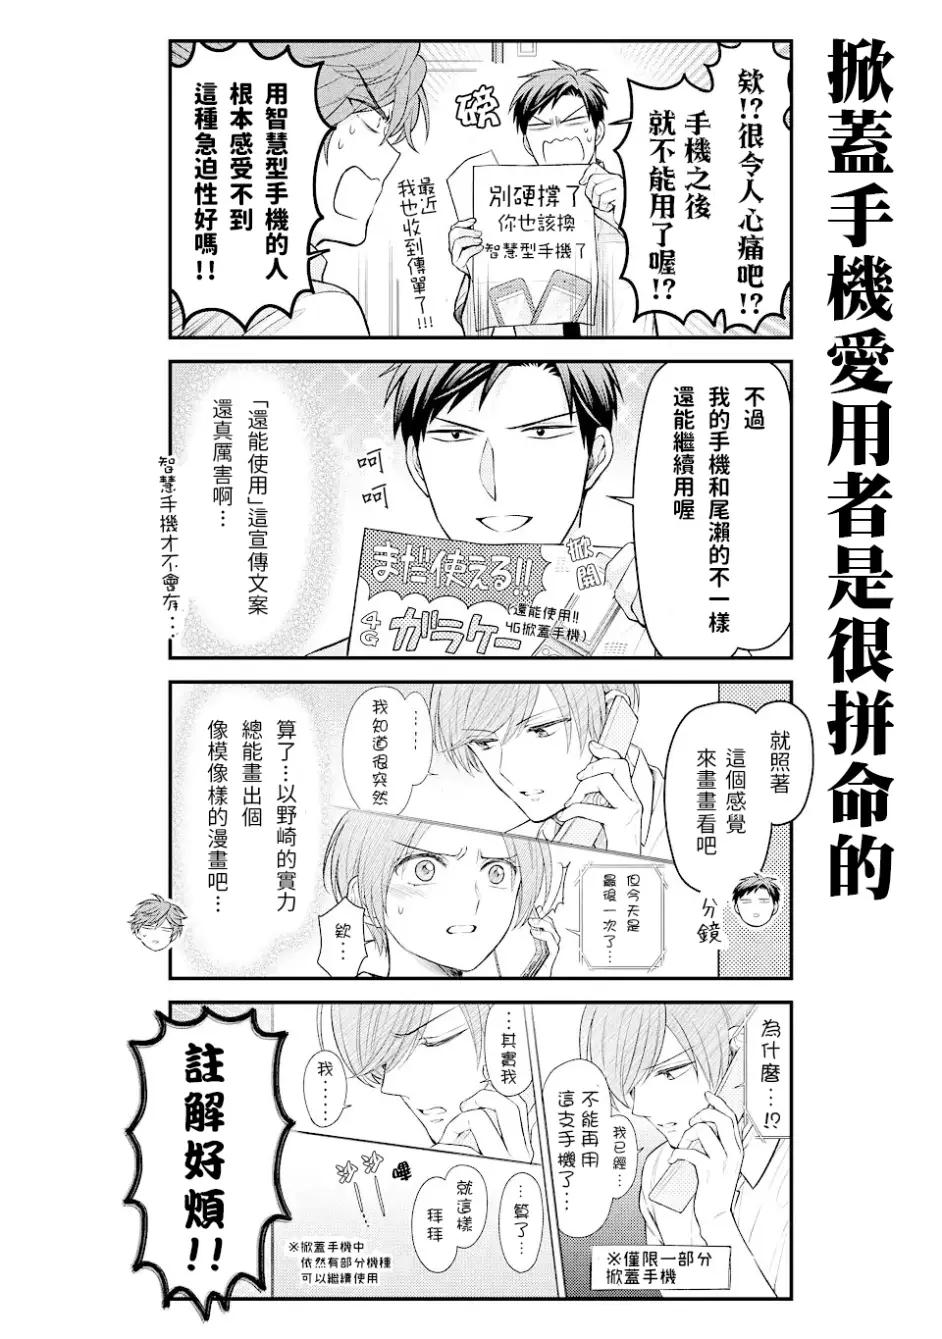 掀蓋手機愛用者是很拼命的
欸!?很令人心痛吧!?
手機之後
就不能用了喔!?
磅
別硬撐了
你也該換
智慧型手機了
最近
我也收到傳單了!!!
用智慧型手機的人
根本感受不到
這種急迫性好嗎!!
不過
我的手機和尾瀨的不一樣
還能繼續用喔
呵
呵
掀開
まだ使える!!
4G
ガラケー
還能使用!!
4G掀蓋手機)
「還能使用」這宣傳文案
還真厲害啊…
智慧手機才不會有...
就照著
這個感覺
來畫畫看吧
分鏡
我知道很突然
但今天是
最後一次了…
欸…
算了…以野崎的實力
總能畫出個
像模像樣的漫畫吧…
為什麼…!?
我已經…
不能再用
這支手機了…
※僅限一部分
掀蓋手機
…其實我
我……
沙
沙
…算了…
就這樣
拜拜
※掀蓋手機中
依然有部分機種
可以繼續使用
註解好煩!!